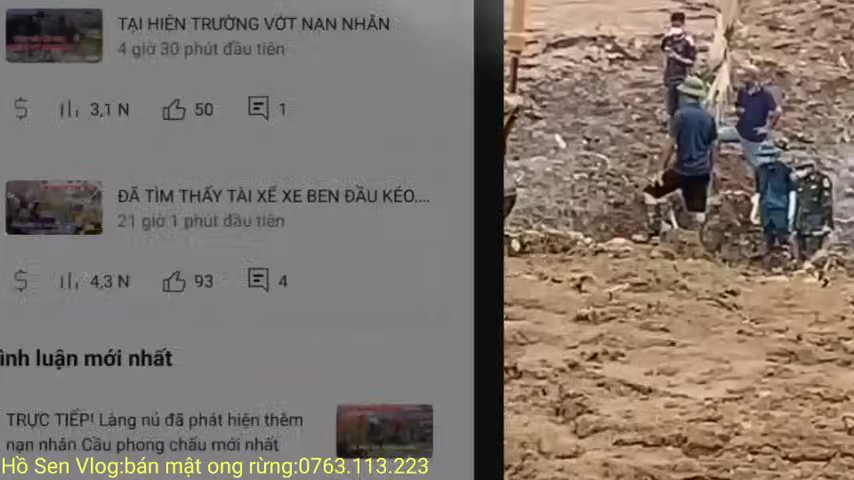 TẠI HIỆN TRƯỜNG VỚT NẠN NHÂN
4 giờ 30 phút đầu tiên
3,1 N 50 1
ĐÃ TÌM THẤY TÀI XẾ XE BEN ĐẦU KÉO....
21 giờ 1 phút đầu tiên
4,3 N 93 4
ình luận mới nhất
TRỰC TIẾP! Làng nủ đã phát hiện thêm
nạn nhân Cầu phong chấu mới nhất
Hồ Sen Vlog:bán mật ong rừng:0763.113.223